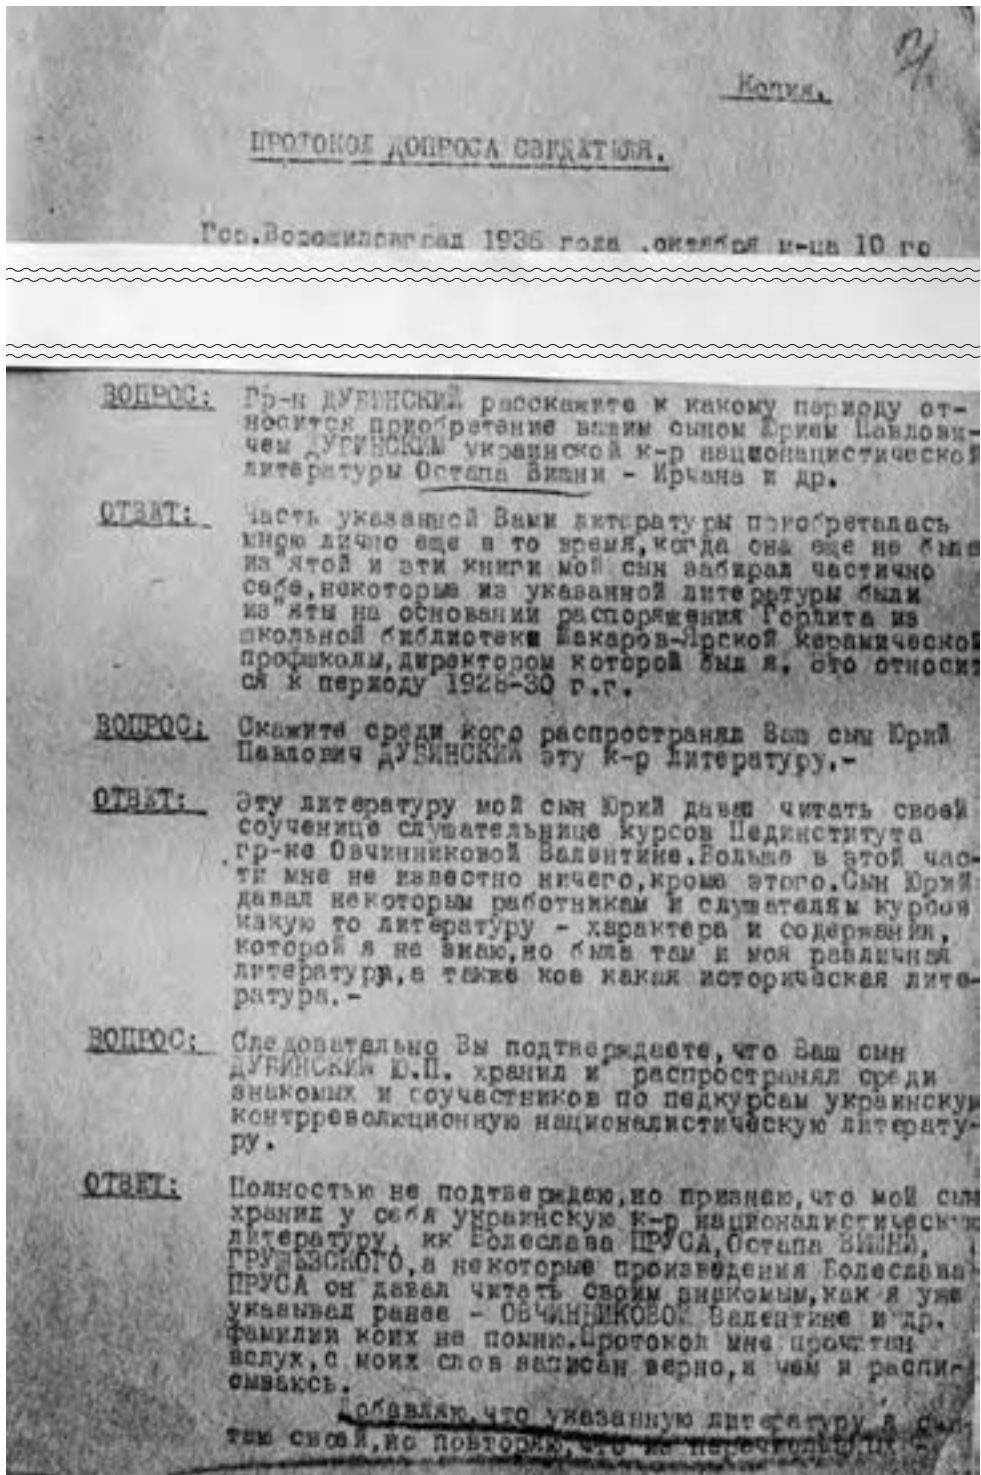 Копия.
ПРОТОКОЛ ДОПРОСА СВИДАТЕЛЯ.
Гор.Ворошиловград 1936 года .октября м-ца 10 го
ВОПРОС: Гр-н ДУБИНСКИЙ расскажите к какому периоду от-
носится приобретение вашим сыном Юрием Павлови-
чем ДУБИНСКИМ украинской к-р националистической
литературы Остапа Вишни - Ирчана и др.
ОТВЕТ: Часть указанной Вами литературы приобреталась
мною лично еще в то время,когда она еще не была
из"ятой и эти книги мой сын забирал частично
себе,некоторые из указанной литературы были
из"яты на основании распоряжения Горлита из
школьной библиотеки Макаров-Ярской керамической
профшколы,директором которой был я. Это относит
ся к периоду 1928-30 г.г.
ВОПРОС: Скажите среди кого распространял Ваш сын Юрий
Павлович ДУБИНСКИЙ эту к-р литературу.-
ОТВЕТ: Эту литературу мой сын Юрий давал читать своей
соученице слушательнице курсов Пединститута
гр-ке Овчинниковой Валентине.Больше в этой час-
ти мне не известно ничего,кроме этого.Сын Юрий
давал некоторым работникам и слушателям курсов
какую то литературу - характера и содержания,
которой я не знаю,но была там и моя различная
литература,а также кое какая историческая лите-
ратура.-
ВОПРОС: Следовательно Вы подтверждаете,что Ваш сын
ДУБИНСКИЙ Ю.П. хранил и распространял среди
знакомых и соучастников по педкурсам украинскую
контрреволюционную националистическую литерату-
ру.
ОТВЕТ: Полностью не подтверждаю,но признаю,что мой сын
хранил у себя украинскую к-р националистическую
литературу, кк Болеслава ПРУСА,Остапа ВИШНИ,
ГРУШЕВСКОГО,а некоторые произведения Болеслава
ПРУСА он давал читать своим знакомым,как я уже
указывал ранее - ОВЧИННИКОВОЙ Валентине и др.
фамилии коих не помню.Протокол мне прочитан
вслух,с моих слов записан верно,в чем и распи-
сываюсь.
Добавляю,что указанную литературу я счи-
таю своей,но повторяю,что из